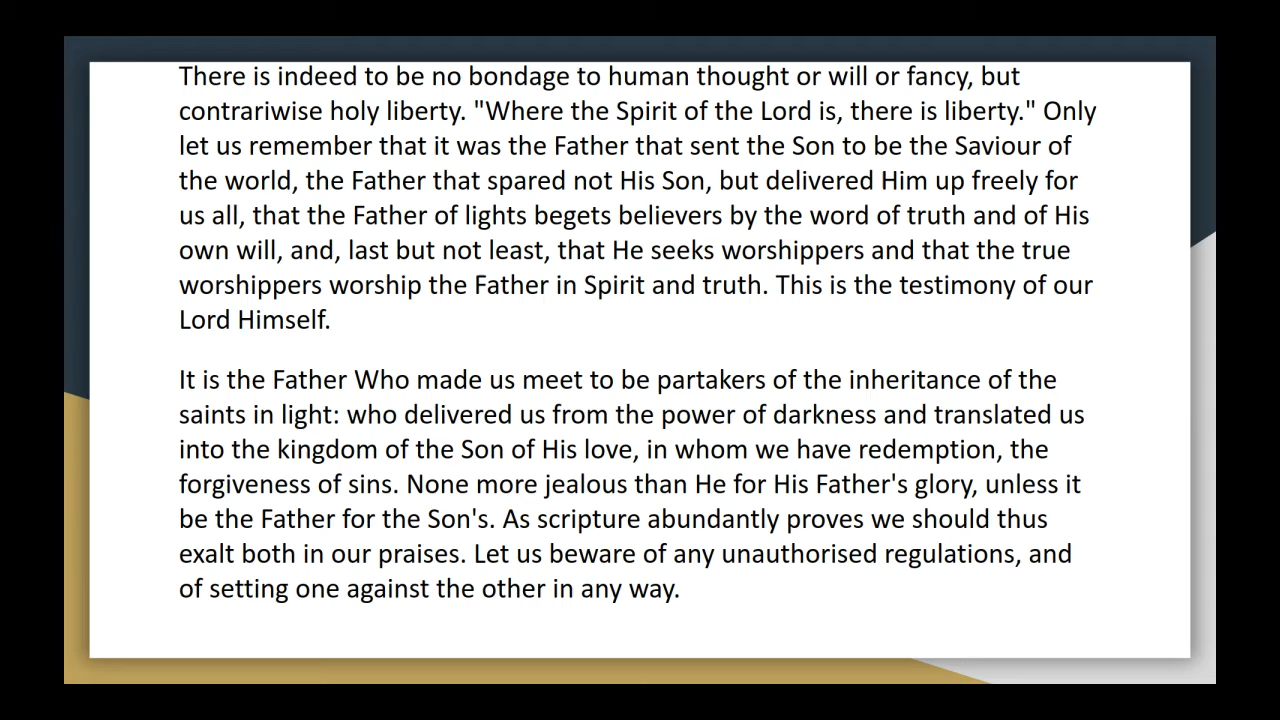 There is indeed to be no bondage to human thought or will or fancy, but
contrariwise holy liberty. "Where the Spirit of the Lord is, there is liberty." Only
let us remember that it was the Father that sent the Son to be the Saviour of
the world, the Father that spared not His Son, but delivered Him up freely for
us all, that the Father of lights begets believers by the word of truth and of His
own will, and, last but not least, that He seeks worshippers and that the true
worshippers worship the Father in Spirit and truth. This is the testimony of our
Lord Himself.
It is the Father Who made us meet to be partakers of the inheritance of the
saints in light: who delivered us from the power of darkness and translated us
into the kingdom of the Son of His love, in whom we have redemption, the
forgiveness of sins. None more jealous than He for His Father's glory, unless it
be the Father for the Son's. As scripture abundantly proves we should thus
exalt both in our praises. Let us beware of any unauthorised regulations, and
of setting one against the other in any way.